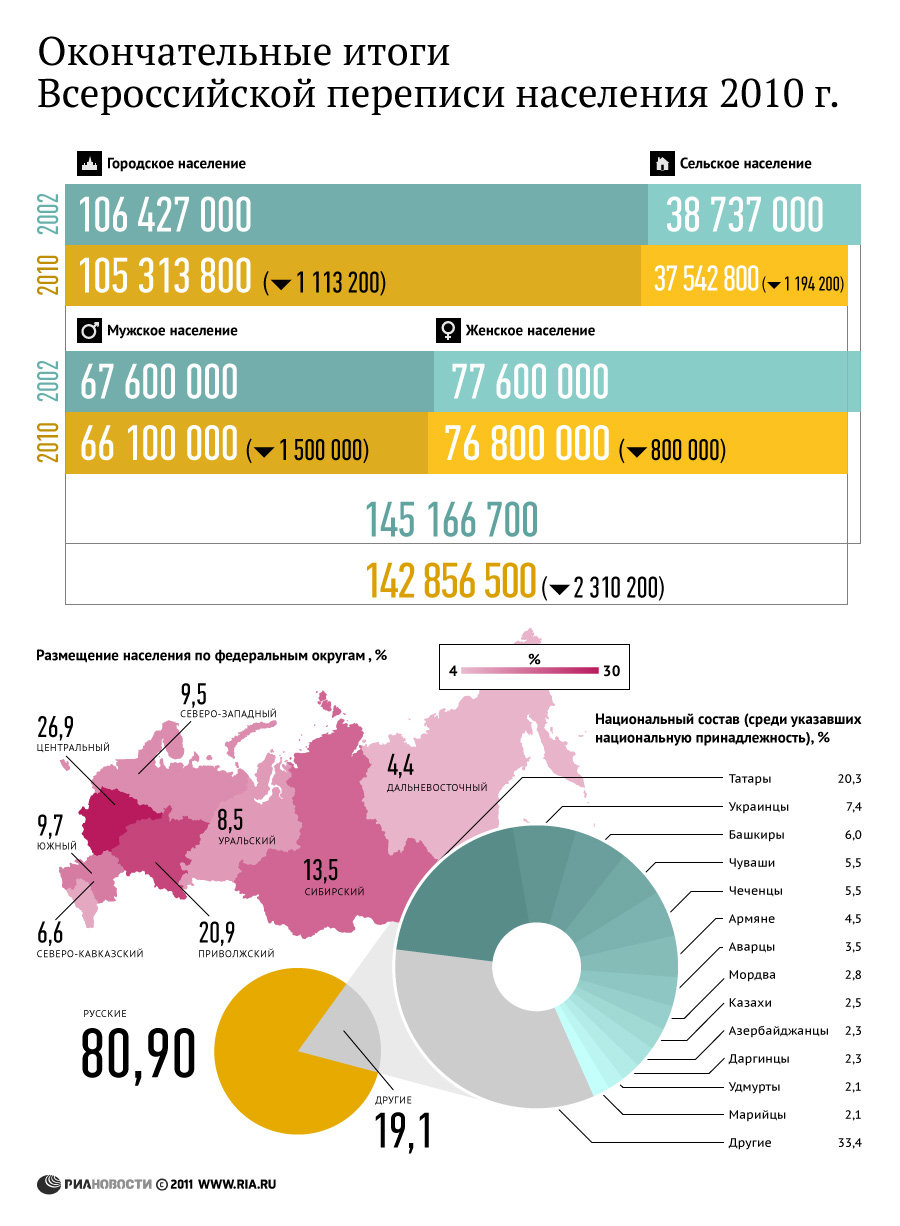 Окончательные итоги
Всероссийской переписи населения 2010 г.
Городское население
Сельское население
2002
106 427 000
38 737 000
2010
105 313 800 (▼ 1 113 200)
37 542 800 (▼ 1 194 200)
Мужское население
Женское население
2002
67 600 000
77 600 000
2010
66 100 000 (▼ 1 500 000)
76 800 000 (▼ 800 000)
145 166 700
142 856 500 (▼ 2 310 200)
Размещение населения по федеральным округам , %
%
4
30
9,5
СЕВЕРО-ЗАПАДНЫЙ
26,9
ЦЕНТРАЛЬНЫЙ
4,4
ДАЛЬНЕВОСТОЧНЫЙ
9,7
ЮЖНЫЙ
8,5
УРАЛЬСКИЙ
13,5
СИБИРСКИЙ
6,6
СЕВЕРО-КАВКАЗСКИЙ
20,9
ПРИВОЛЖСКИЙ
Национальный состав (среди указавших
национальную принадлежность), %
Татары 20,3
Украинцы 7,4
Башкиры 6,0
Чуваши 5,5
Чеченцы 5,5
Армяне 4,5
Аварцы 3,5
Мордва 2,8
Казахи 2,5
Азербайджанцы 2,3
Даргинцы 2,3
Удмурты 2,1
Марийцы 2,1
Другие 33,4
РУССКИЕ
80,90
ДРУГИЕ
19,1
РИАНОВОСТИ © 2011 WWW.RIA.RU